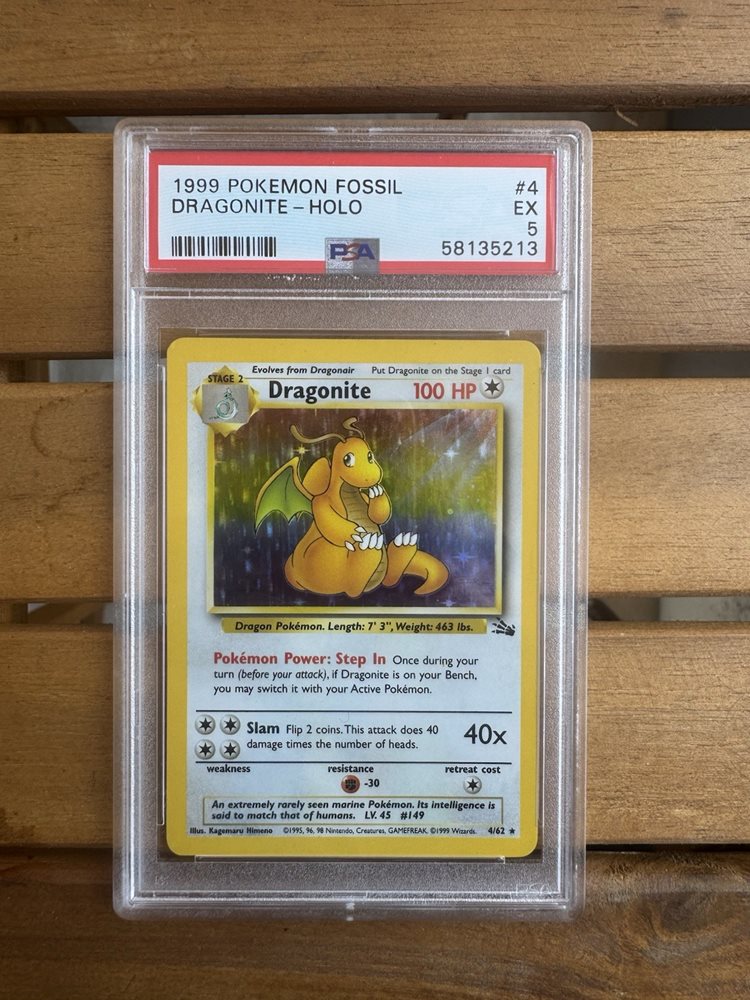 1999 POKEMON FOSSIL #4
DRAGONITE – HOLO EX
5
PSA 58135213
Evolves from Dragonair Put Dragonite on the Stage 1 card
STAGE 2
Dragonite 100 HP
Dragon Pokémon. Length: 7' 3", Weight: 463 lbs.
Pokémon Power: Step In Once during your
turn (before your attack), if Dragonite is on your Bench,
you may switch it with your Active Pokémon.
Slam Flip 2 coins. This attack does 40
damage times the number of heads.
40x
weakness resistance retreat cost
-30
An extremely rarely seen marine Pokémon. Its intelligence is
said to match that of humans. LV. 45 #149
Illus. Kagemaru Himeno ©1995, 96, 98 Nintendo, Creatures, GAMEFREAK. ©1999 Wizards. 4/62 ★
PSA